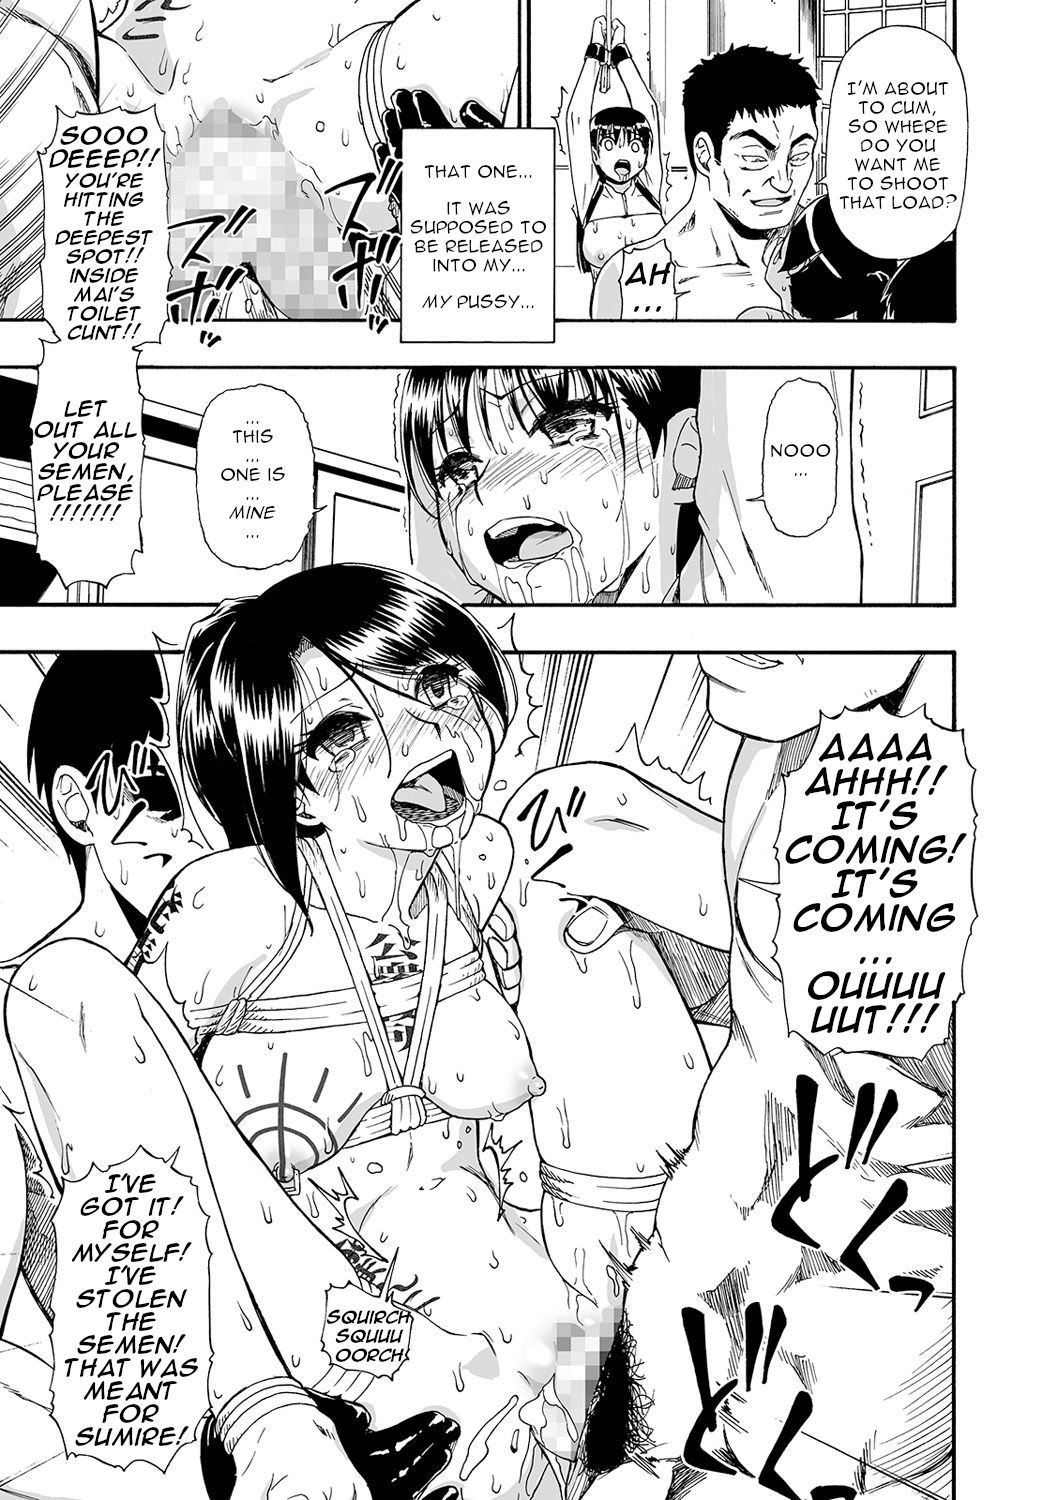 I'M ABOUT
TO CUM,
SO WHERE
DO YOU
WANT ME
TO SHOOT
THAT LOAD?
AH
...
THAT ONE...
IT WAS
SUPPOSED TO
BE RELEASED
INTO MY...
MY PUSSY...
SOOO
DEEEP!!
YOU'RE
HITTING
THE
DEEPEST
SPOT!!
INSIDE
MAI'S
TOILET
CUNT!!
NOOO
...
...
THIS
...
ONE IS
...
MINE
...
LET
OUT ALL
YOUR
SEMEN,
PLEASE
!!!!!!!
AAAA
AHHH!!
IT'S
COMING!
IT'S
COMING
...
OUUUU
UUT!!!
SQUIRCH
SQUUU
OORCH
I'VE
GOT IT!
FOR
MYSELF!
I'VE
STOLEN
THE
SEMEN!
THAT WAS
MEANT
FOR
SUMIRE!